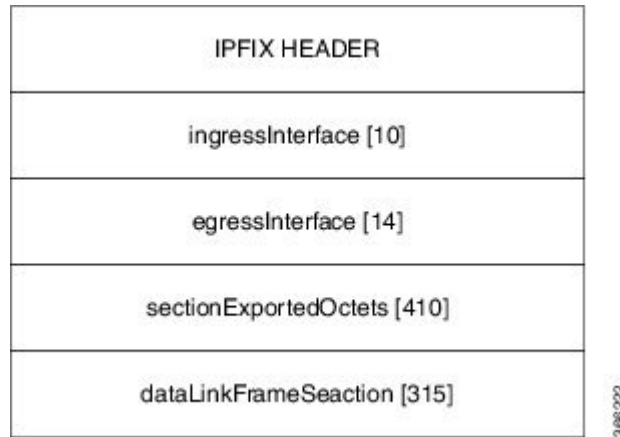 IPFIX HEADER
ingressInterface [10]
egressInterface [14]
sectionExportedOctets [410]
dataLinkFrameSeaction [315]